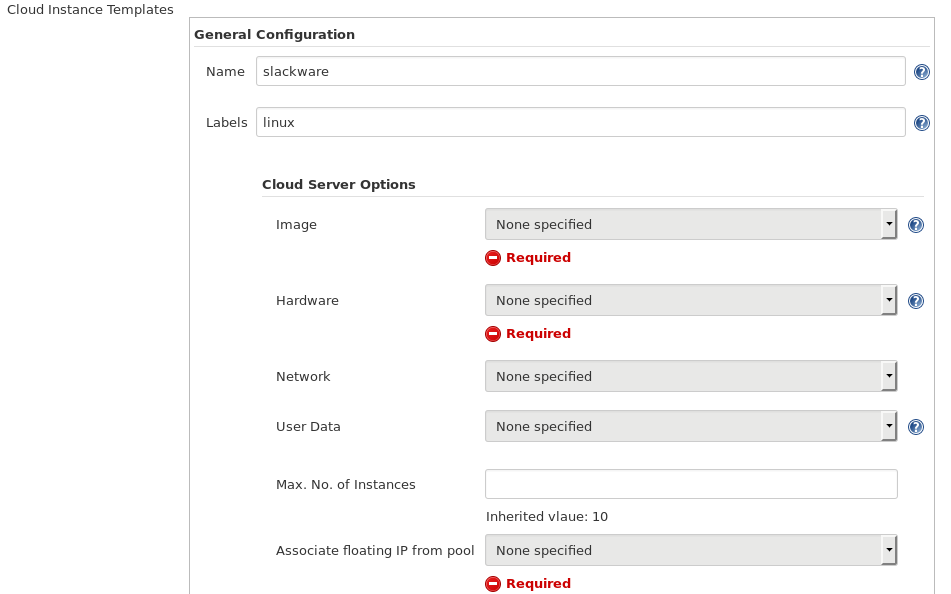 Cloud Instance Templates
General Configuration
Name slackware
Labels linux
Cloud Server Options
Image None specified
Required
Hardware None specified
Required
Network None specified
User Data None specified
Max. No. of Instances
Inherited vlaue: 10
Associate floating IP from pool None specified
Required